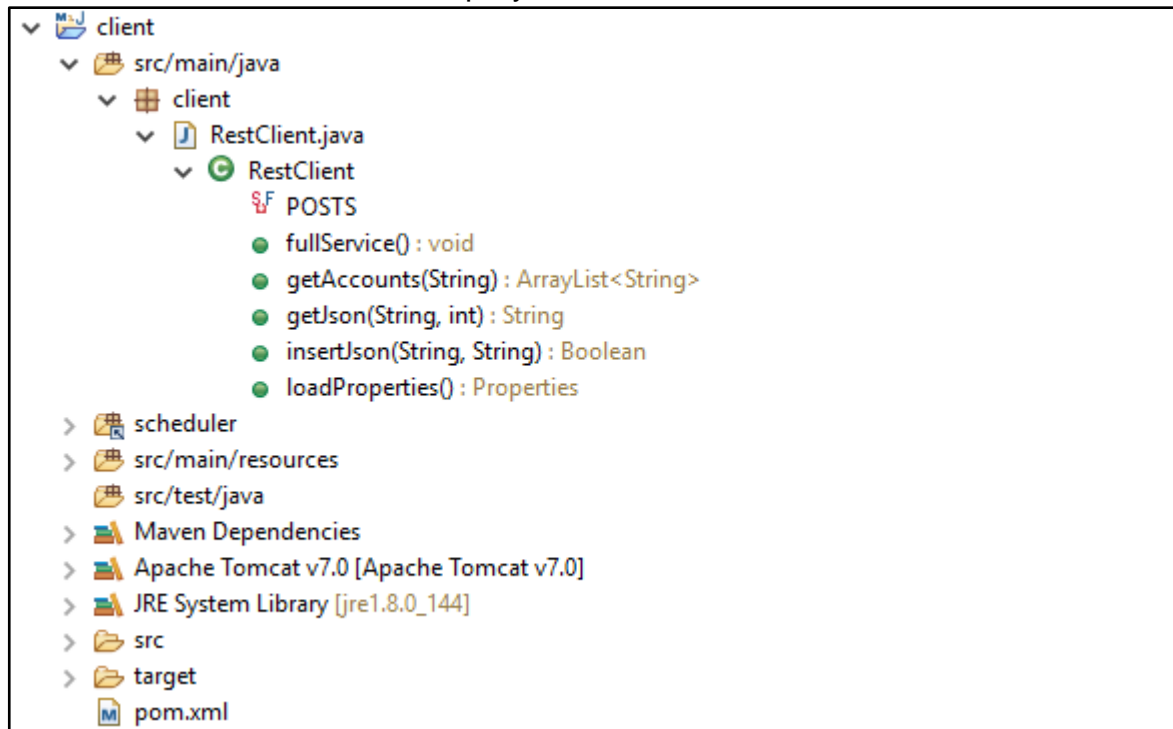 client
src/main/java
client
RestClient.java
RestClient
POSTS
fullService() : void
getAccounts(String) : ArrayList<String>
getJson(String, int) : String
insertJson(String, String) : Boolean
loadProperties() : Properties
scheduler
src/main/resources
src/test/java
Maven Dependencies
Apache Tomcat v7.0 [Apache Tomcat v7.0]
JRE System Library [jre1.8.0_144]
src
target
pom.xml